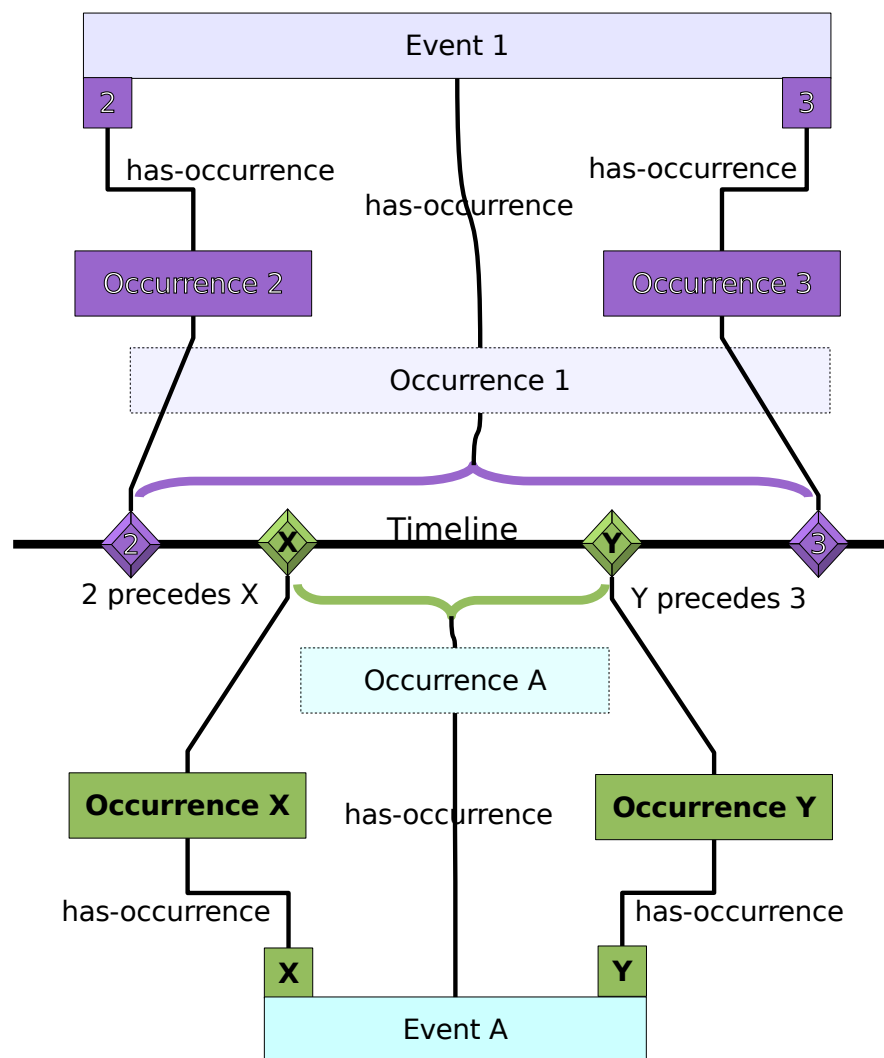 Event 1
2
3
has-occurrence
has-occurrence
has-occurrence
Occurrence 2
Occurrence 3
Occurrence 1
Timeline
2
X
Y
3
2 precedes X
Y precedes 3
Occurrence A
Occurrence X
Occurrence Y
has-occurrence
has-occurrence
has-occurrence
X
Y
Event A